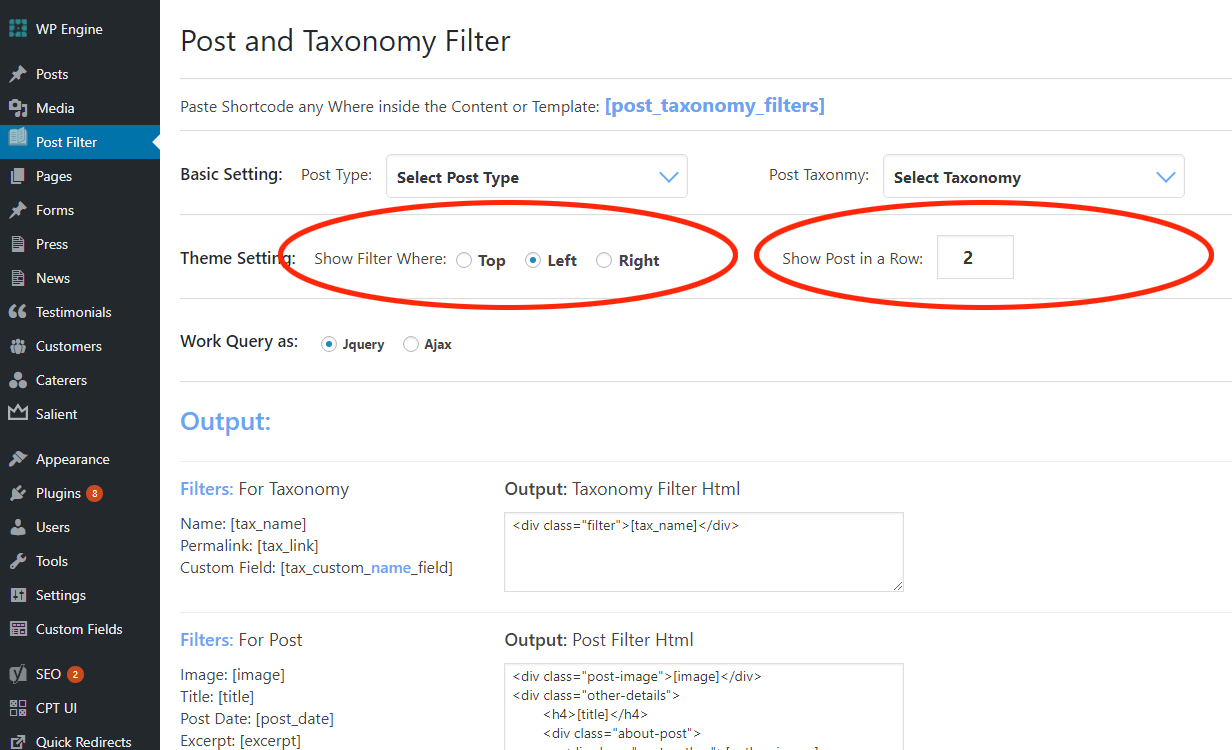 WP Engine
Posts
Media
Post Filter
Pages
Forms
Press
News
Testimonials
Customers
Caterers
Salient
Appearance
Plugins 8
Users
Tools
Settings
Custom Fields
SEO 2
CPT UI
Quick Redirects
Post and Taxonomy Filter
Paste Shortcode any Where inside the Content or Template: [post_taxonomy_filters]
Basic Setting: Post Type: Select Post Type Post Taxonmy: Select Taxonomy
Theme Setting: Show Filter Where: Top Left Right Show Post in a Row: 2
Work Query as: Jquery Ajax
Output:
Filters: For Taxonomy
Name: [tax_name]
Permalink: [tax_link]
Custom Field: [tax_custom_name_field]
Output: Taxonomy Filter Html
<div class="filter">[tax_name]</div>
Filters: For Post
Image: [image]
Title: [title]
Post Date: [post_date]
Excerpt: [excerpt]
Output: Post Filter Html
<div class="post-image">[image]</div>
<div class="other-details">
<h4>[title]</h4>
<div class="about-post">